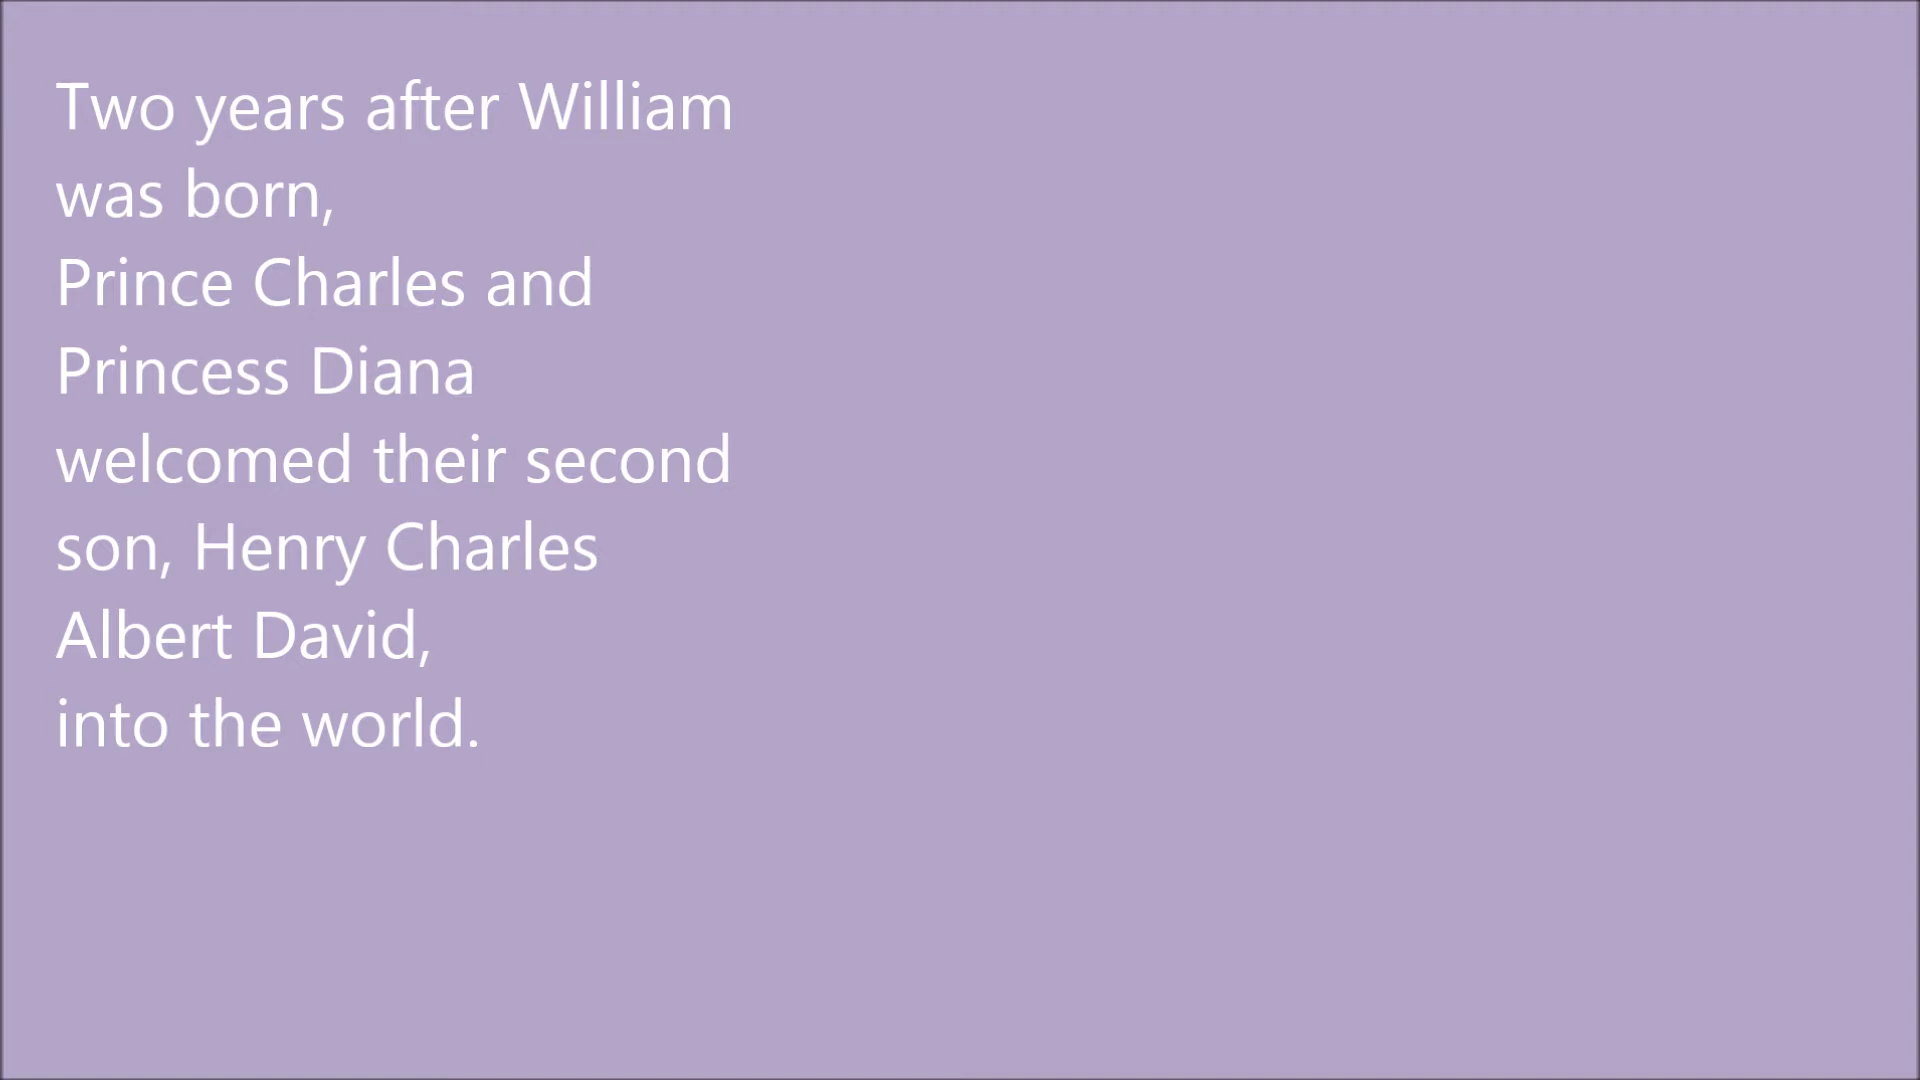 Two years after William
was born,
Prince Charles and
Princess Diana
welcomed their second
son, Henry Charles
Albert David,
into the world.